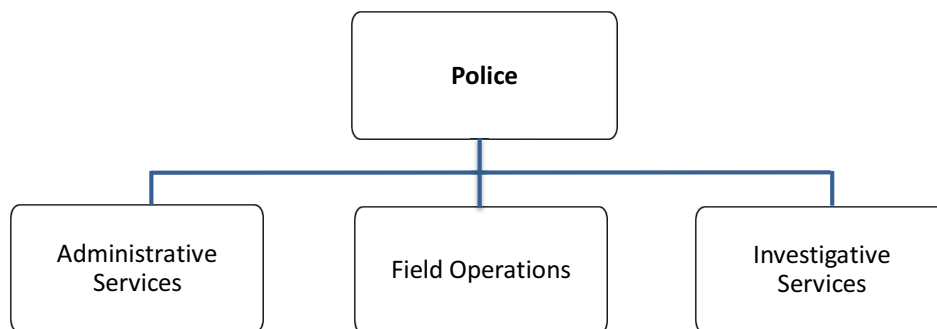 Police
Administrative
Services
Field Operations
Investigative
Services